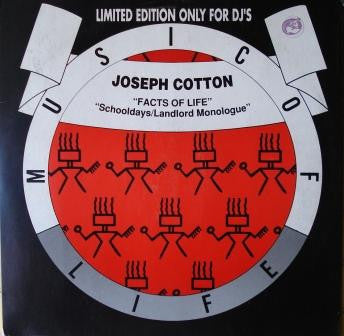 LIMITED EDITION ONLY FOR DJ'S
MUSIC OF LIFE
JOSEPH COTTON
"FACTS OF LIFE"
"Schooldays/Landlord Monologue"